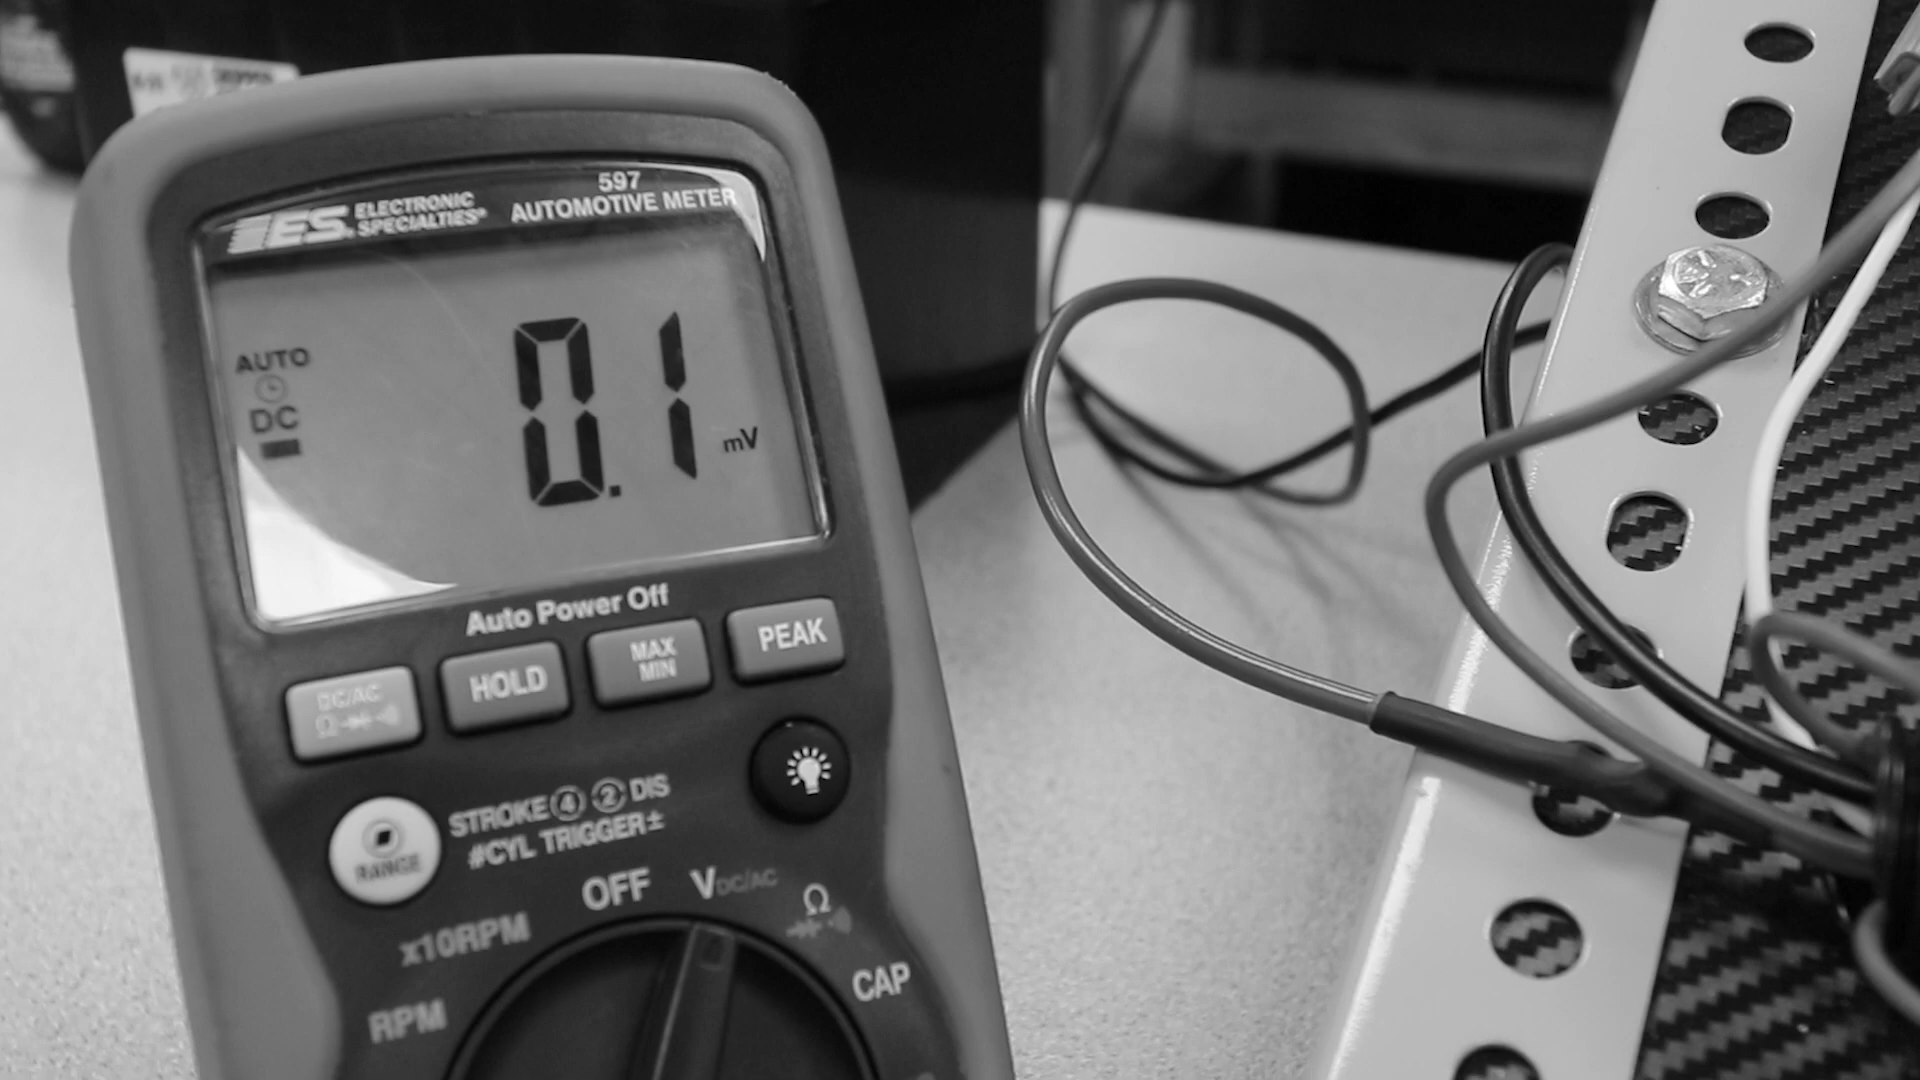 597
ES. ELECTRONIC SPECIALTIES® AUTOMOTIVE METER
AUTO
DC
0.1 mV
Auto Power Off
DC/AC
Ω
HOLD
MAX
MIN
PEAK
RANGE
STROKE 4 2 DIS
#CYL TRIGGER±
OFF
VDC/AC
Ω
x10RPM
CAP
RPM